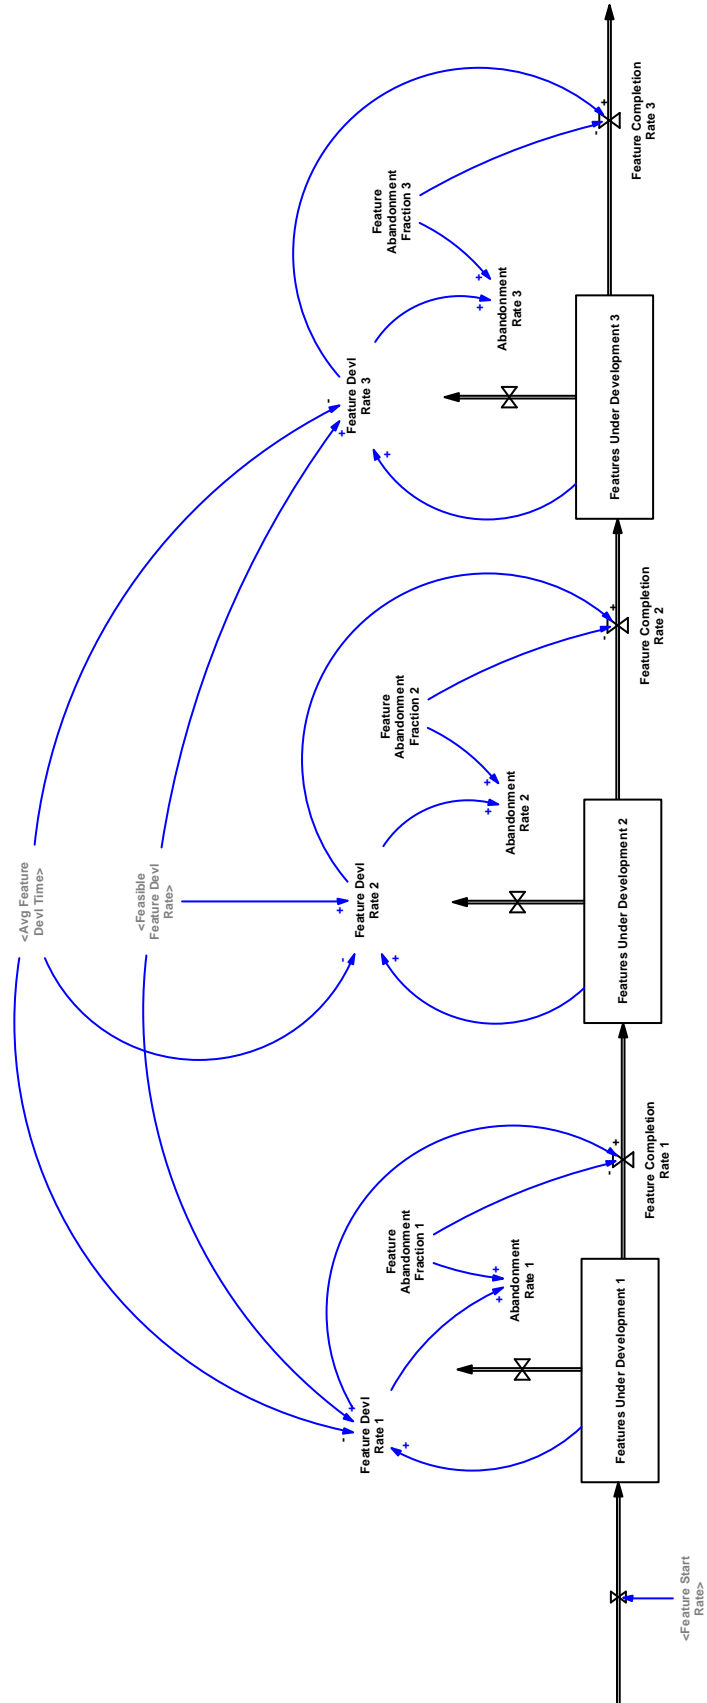 <Avg Feature
Devl Time>
<Feasible
Feature Devl
Rate>
Feature Devl
Rate 1
-
+
+
Feature
Abandonment
Fraction 1
Abandonment
Rate 1
+
+
Features Under Development 1
Feature Completion
Rate 1
-
+
<Feature Start
Rate>
Feature Devl
Rate 2
-
+
+
Feature
Abandonment
Fraction 2
Abandonment
Rate 2
+
+
Features Under Development 2
Feature Completion
Rate 2
-
+
Feature Devl
Rate 3
-
+
+
Feature
Abandonment
Fraction 3
Abandonment
Rate 3
+
+
Features Under Development 3
Feature Completion
Rate 3
-
+